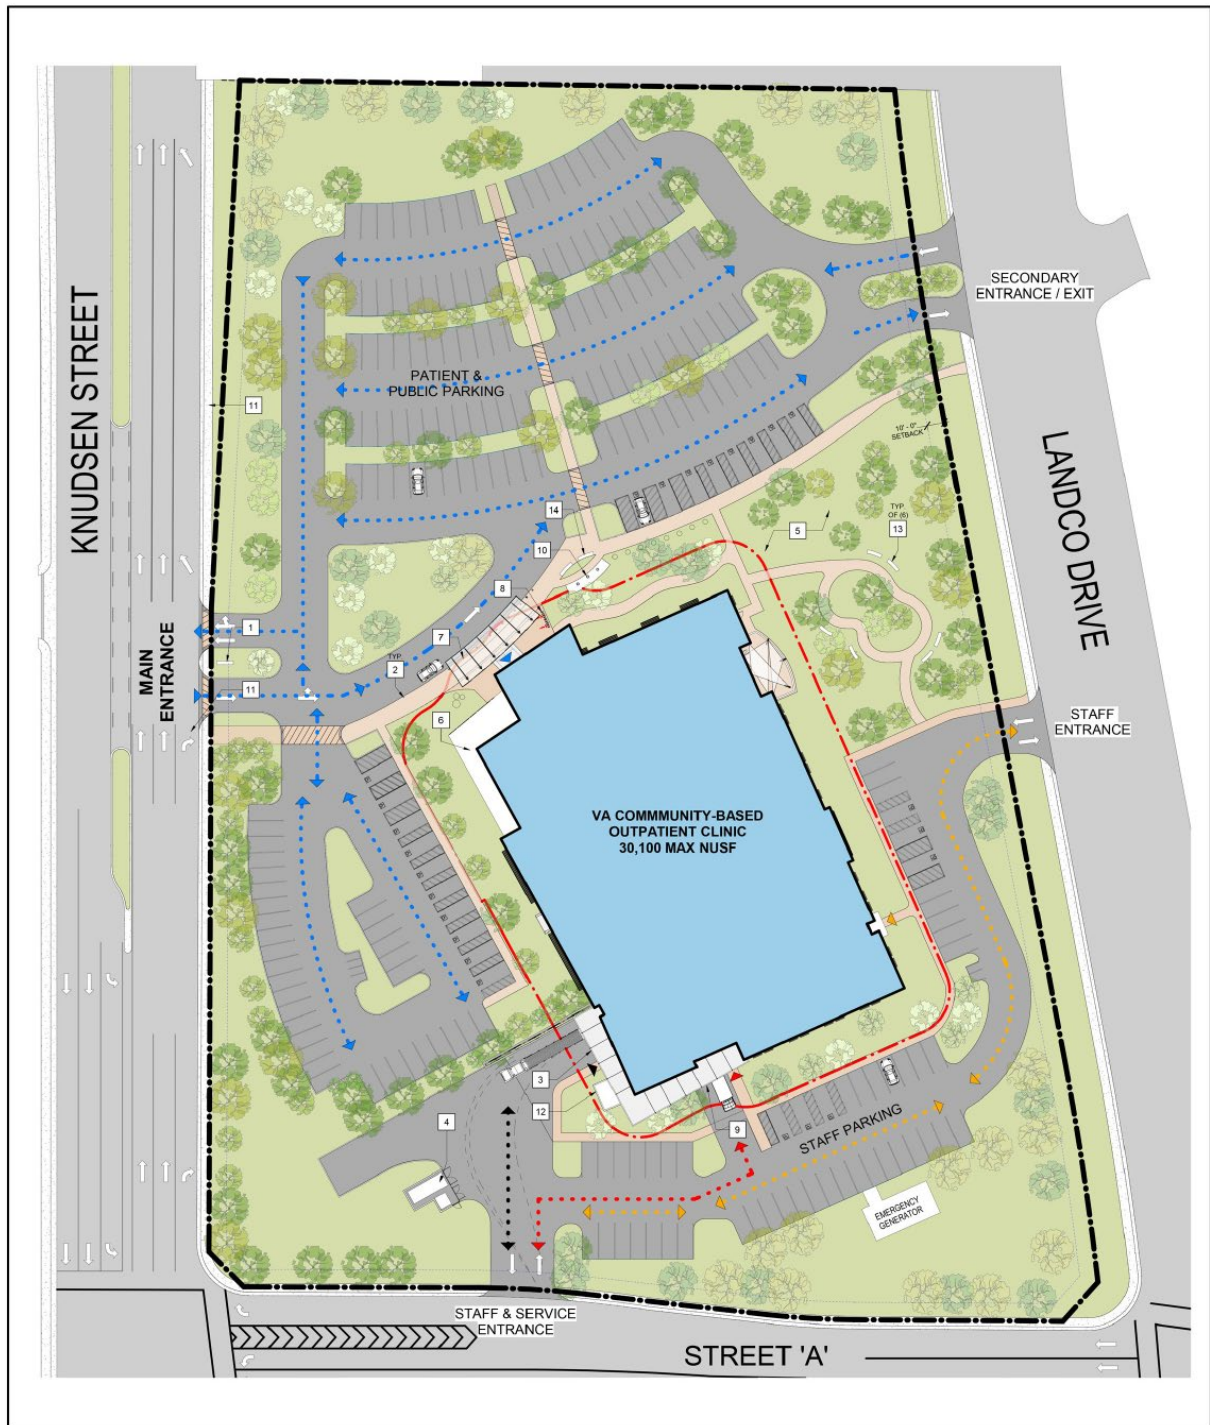 KNUDSEN STREET
SECONDARY
ENTRANCE / EXIT
PATIENT &
PUBLIC PARKING
11
10' - 0"
SETBACK
LANDCO DRIVE
14
5
TYP.
OF (6)
13
10
8
1
7
MAIN
ENTRANCE
TYP.
2
11
6
STAFF
ENTRANCE
VA COMMMUNITY-BASED
OUTPATIENT CLINIC
30,100 MAX NUSF
3
12
4
9
STAFF PARKING
EMERGENCY
GENERATOR
STAFF & SERVICE
ENTRANCE
STREET 'A'